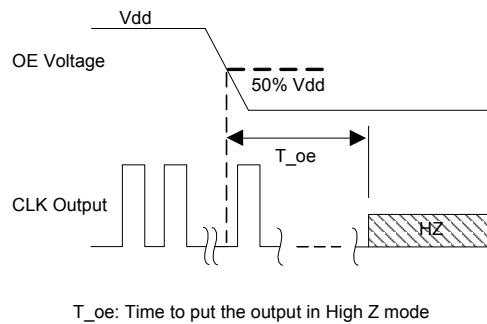 Vdd
OE Voltage
50% Vdd
T_oe
CLK Output
HZ
T_oe: Time to put the output in High Z mode